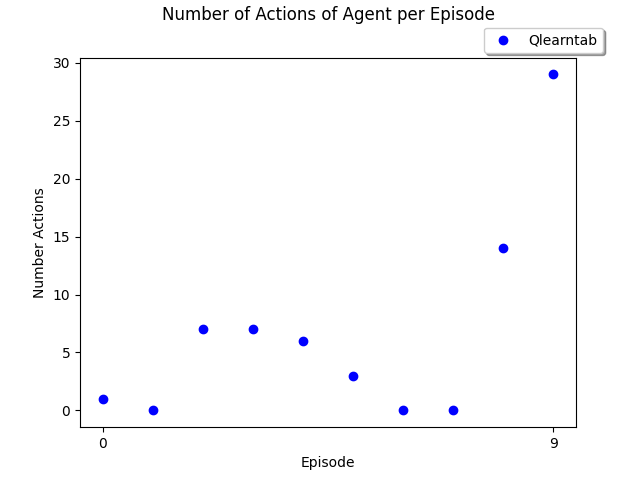 Number of Actions of Agent per Episode
Qlearntab
30
25
20
15
10
5
0
Number Actions
0 9
Episode